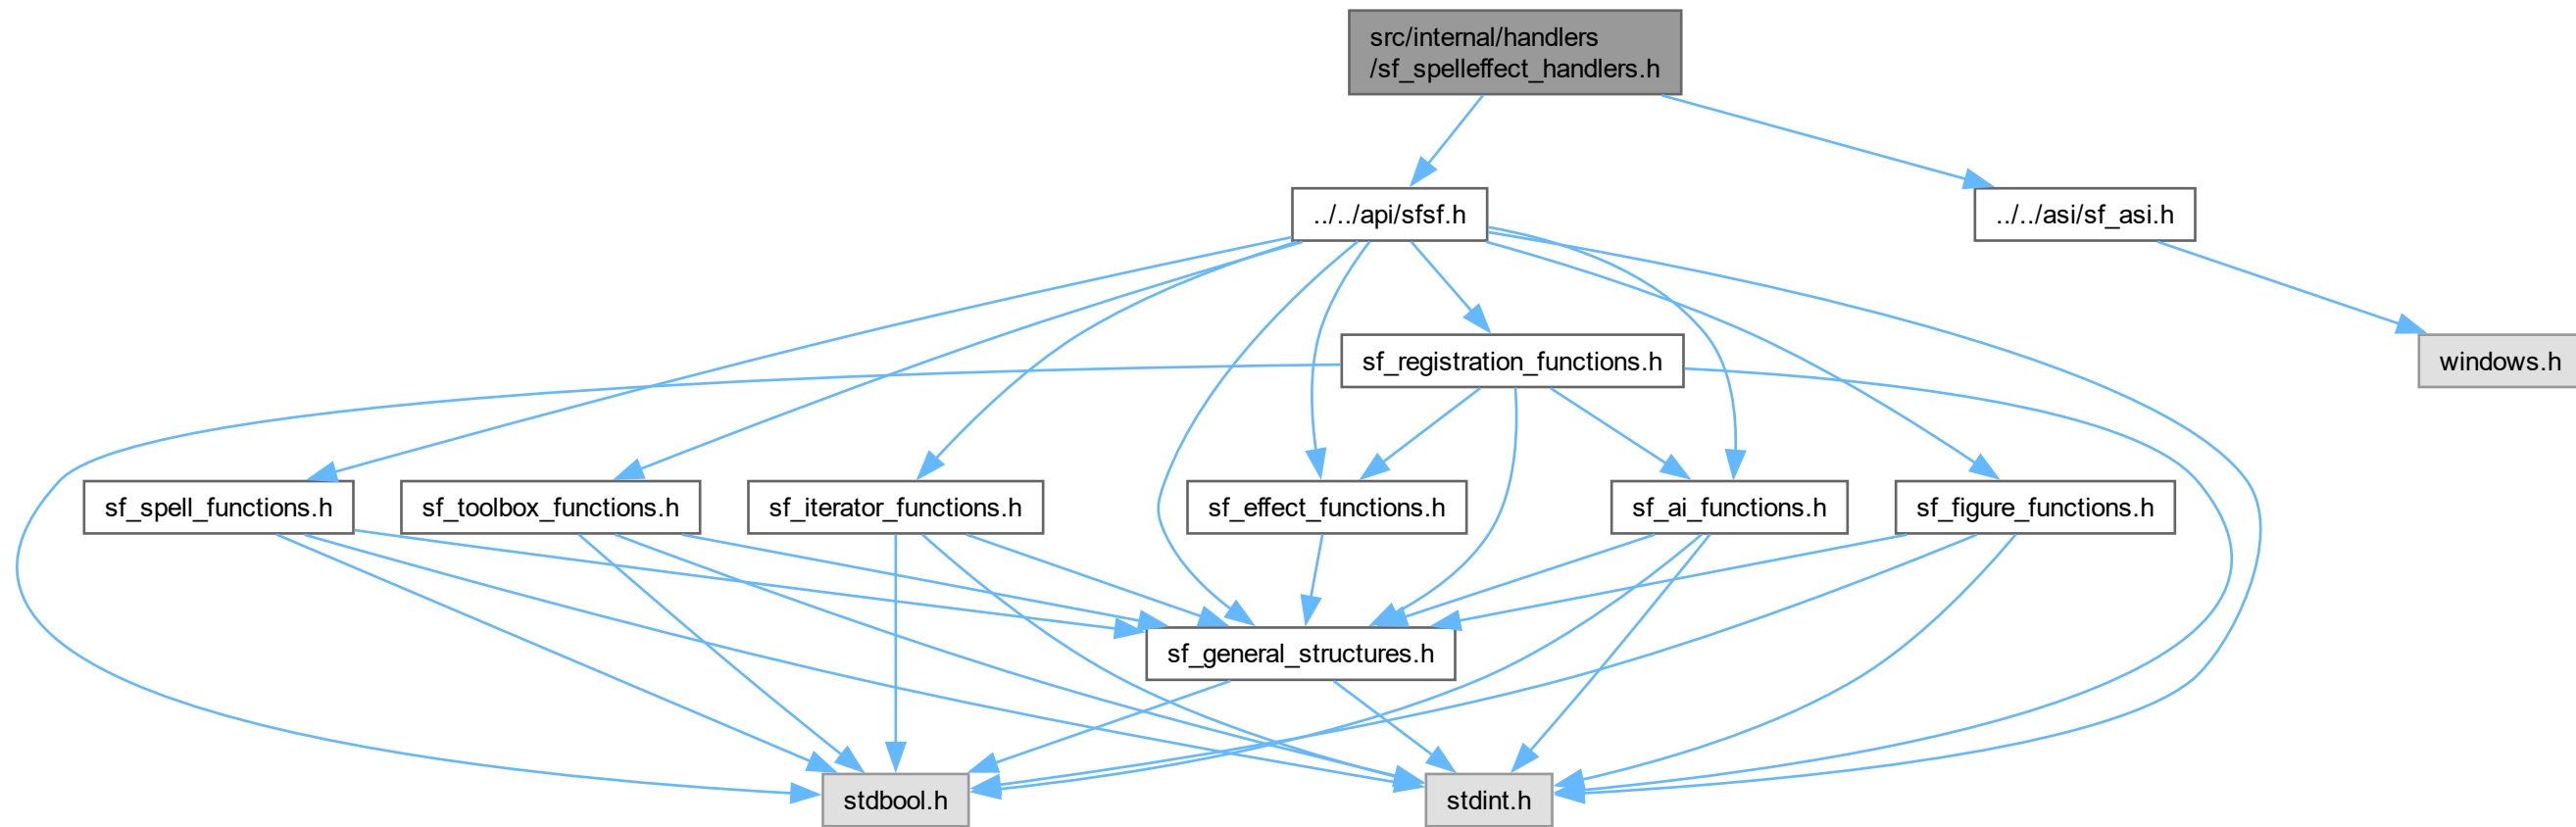 src/internal/handlers
/sf_spelleffect_handlers.h
../../api/sfsf.h
../../asi/sf_asi.h
sf_registration_functions.h
windows.h
sf_spell_functions.h
sf_toolbox_functions.h
sf_iterator_functions.h
sf_effect_functions.h
sf_ai_functions.h
sf_figure_functions.h
sf_general_structures.h
stdbool.h
stdint.h